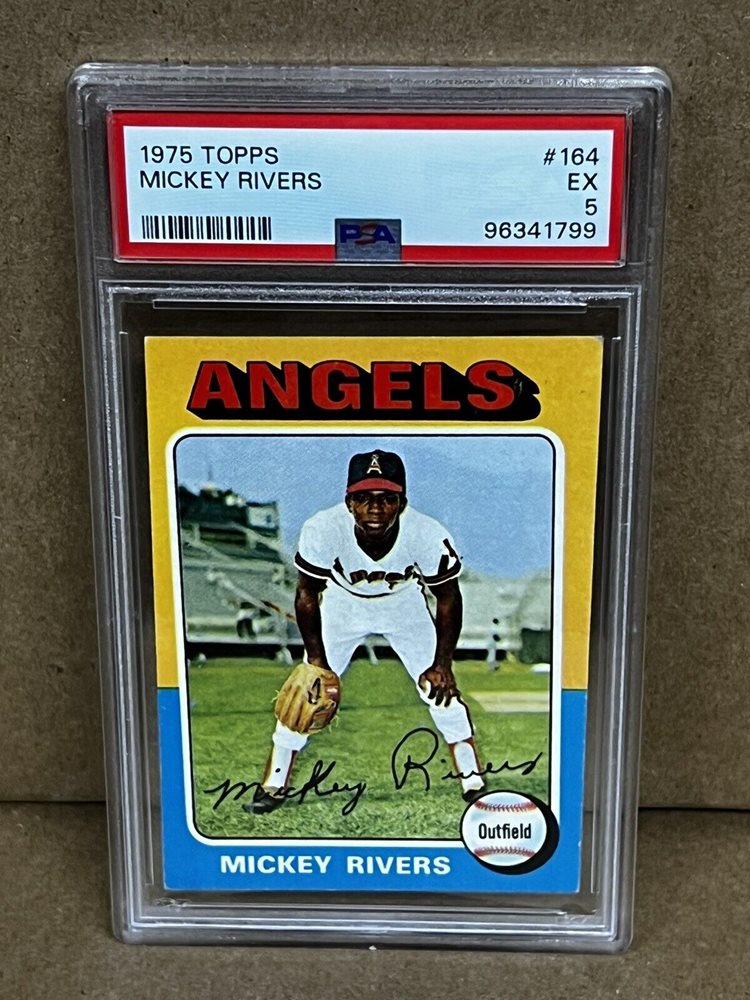 1975 TOPPS #164
MICKEY RIVERS EX
5
PSA 96341799
ANGELS
A
Mickey Rivers
Outfield
MICKEY RIVERS